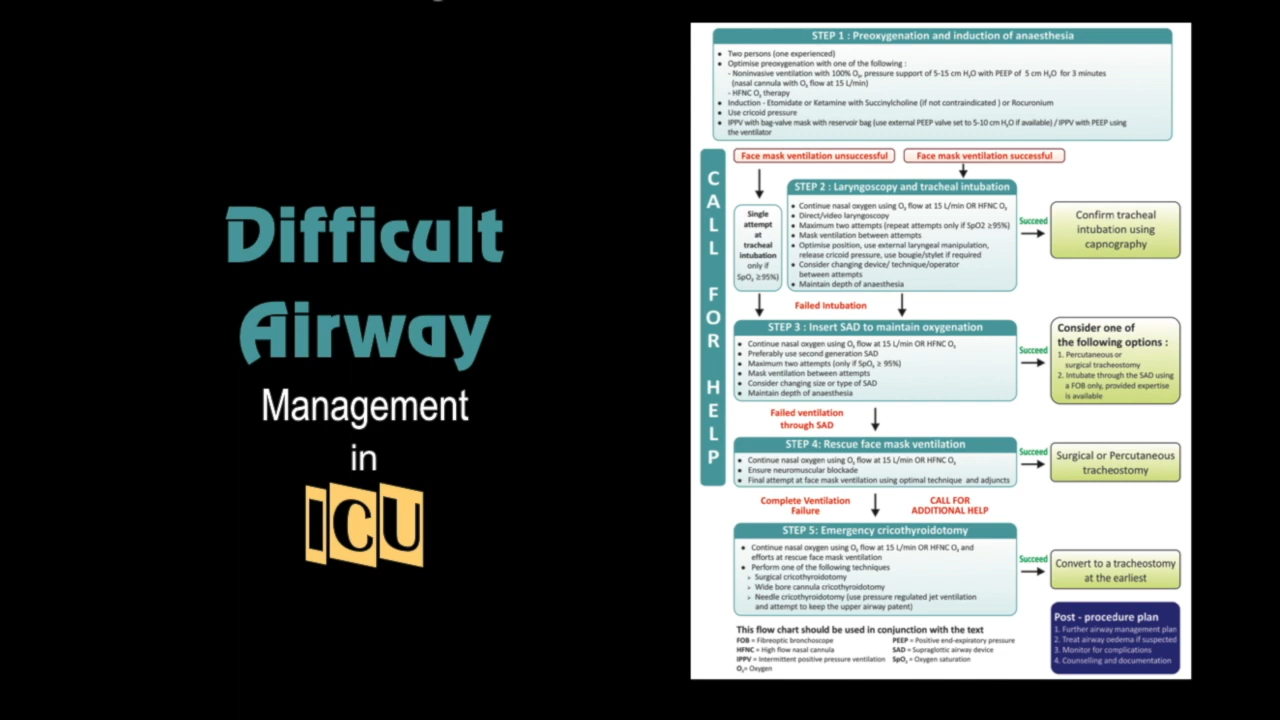 Difficult
Airway
Management
in
ICU
STEP 1 : Preoxygenation and induction of anaesthesia
• Two persons (one experienced)
• Optimise preoxygenation with one of the following :
- Noninvasive ventilation with 100% O₂, pressure support of 5-15 cm H₂O with PEEP of 5 cm H₂O for 3 minutes
(nasal cannula with O₂ flow at 15 L/min)
- HFNC O₂ therapy
• Induction - Etomidate or Ketamine with Succinylcholine (if not contraindicated ) or Rocuronium
• Use cricoid pressure
• IPPV with bag-valve mask with reservoir bag (use external PEEP valve set to 5-10 cm H₂O if available) / IPPV with PEEP using
the ventilator
CALL FOR HELP
Face mask ventilation unsuccessful
Face mask ventilation successful
Single
attempt
at
tracheal
intubation
only if
SpO₂ ≥95%)
STEP 2 : Laryngoscopy and tracheal intubation
• Continue nasal oxygen using O₂ flow at 15 L/min OR HFNC O₂
• Direct/video laryngoscopy
• Maximum two attempts (repeat attempts only if SpO2 ≥95%)
• Mask ventilation between attempts
• Optimise position, use external laryngeal manipulation,
release cricoid pressure, use bougie/stylet if required
• Consider changing device/ technique/operator
between attempts
• Maintain depth of anaesthesia
Succeed
Confirm tracheal
intubation using
capnography
Failed Intubation
STEP 3 : Insert SAD to maintain oxygenation
• Continue nasal oxygen using O₂ flow at 15 L/min OR HFNC O₂
• Preferably use second generation SAD
• Maximum two attempts (only if SpO₂ ≥ 95%)
• Mask ventilation between attempts
• Consider changing size or type of SAD
• Maintain depth of anaesthesia
Succeed
Consider one of
the following options :
1. Percutaneous or
surgical tracheostomy
2. Intubate through the SAD using
a FOB only, provided expertise
is available
Failed ventilation
through SAD
STEP 4: Rescue face mask ventilation
• Continue nasal oxygen using O₂ flow at 15 L/min OR HFNC O₂
• Ensure neuromuscular blockade
• Final attempt at face mask ventilation using optimal technique and adjuncts
Succeed
Surgical or Percutaneous
tracheostomy
Complete Ventilation
Failure
CALL FOR
ADDITIONAL HELP
STEP 5: Emergency cricothyroidotomy
• Continue nasal oxygen using O₂ flow at 15 L/min OR HFNC O₂ and
efforts at rescue face mask ventilation
• Perform one of the following techniques
➢ Surgical cricothyroidotomy
➢ Wide bore cannula cricothyroidotomy
➢ Needle cricothyroidotomy (use pressure regulated jet ventilation
and attempt to keep the upper airway patent)
Succeed
Convert to a tracheostomy
at the earliest
Post - procedure plan
1. Further airway management plan
2. Treat airway oedema if suspected
3. Monitor for complications
4. Counselling and documentation
This flow chart should be used in conjunction with the text
FOB = Fibreoptic bronchoscope
HFNC = High flow nasal cannula
IPPV = Intermittent positive pressure ventilation
O₂= Oxygen
PEEP = Positive end-expiratory pressure
SAD = Supraglottic airway device
SpO₂ = Oxygen saturation